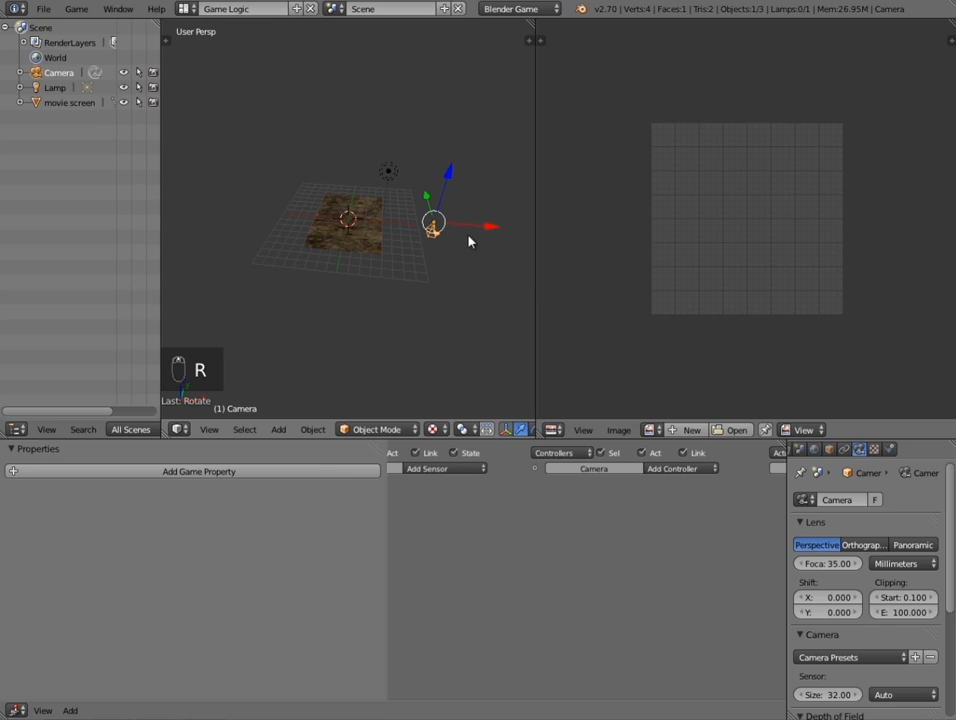 File Game Window Help Game Logic Scene Blender Game v2.70 | Verts:4 | Faces:1 | Tris:2 | Objects:1/3 | Lamps:0/1 | Mem:26.95M | Camera
Scene
RenderLayers
World
Camera
Lamp
movie screen
User Persp
R
Last: Rotate
(1) Camera
View Search All Scenes
View Select Add Object Object Mode
View Image New Open View
Properties
Add Game Property
Act Link State
Add Sensor
Controllers Sel Act Link
Camera Add Controller
Act
Camer Camer
Camera F
Lens
Perspective Orthograp... Panoramic
Foca: 35.00 Millimeters
Shift: Clipping:
X: 0.000 Start: 0.100
Y: 0.000 E: 100.000
Camera
Camera Presets
Sensor:
Size: 32.00 Auto
Depth of Field
View Add